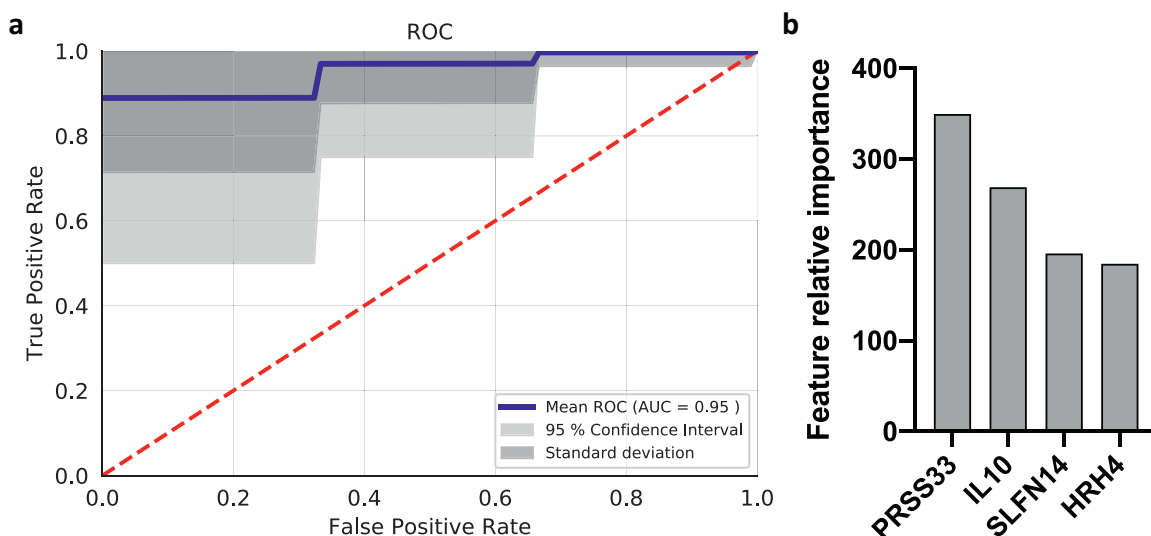 a
ROC
1.0
0.8
0.6
0.4
0.2
0.0
True Positive Rate
Mean ROC (AUC = 0.95 )
95 % Confidence Interval
Standard deviation
0.0 0.2 0.4 0.6 0.8 1.0
False Positive Rate
b
400
300
200
100
0
Feature relative importance
PRSS33 IL10 SLFN14 HRH4